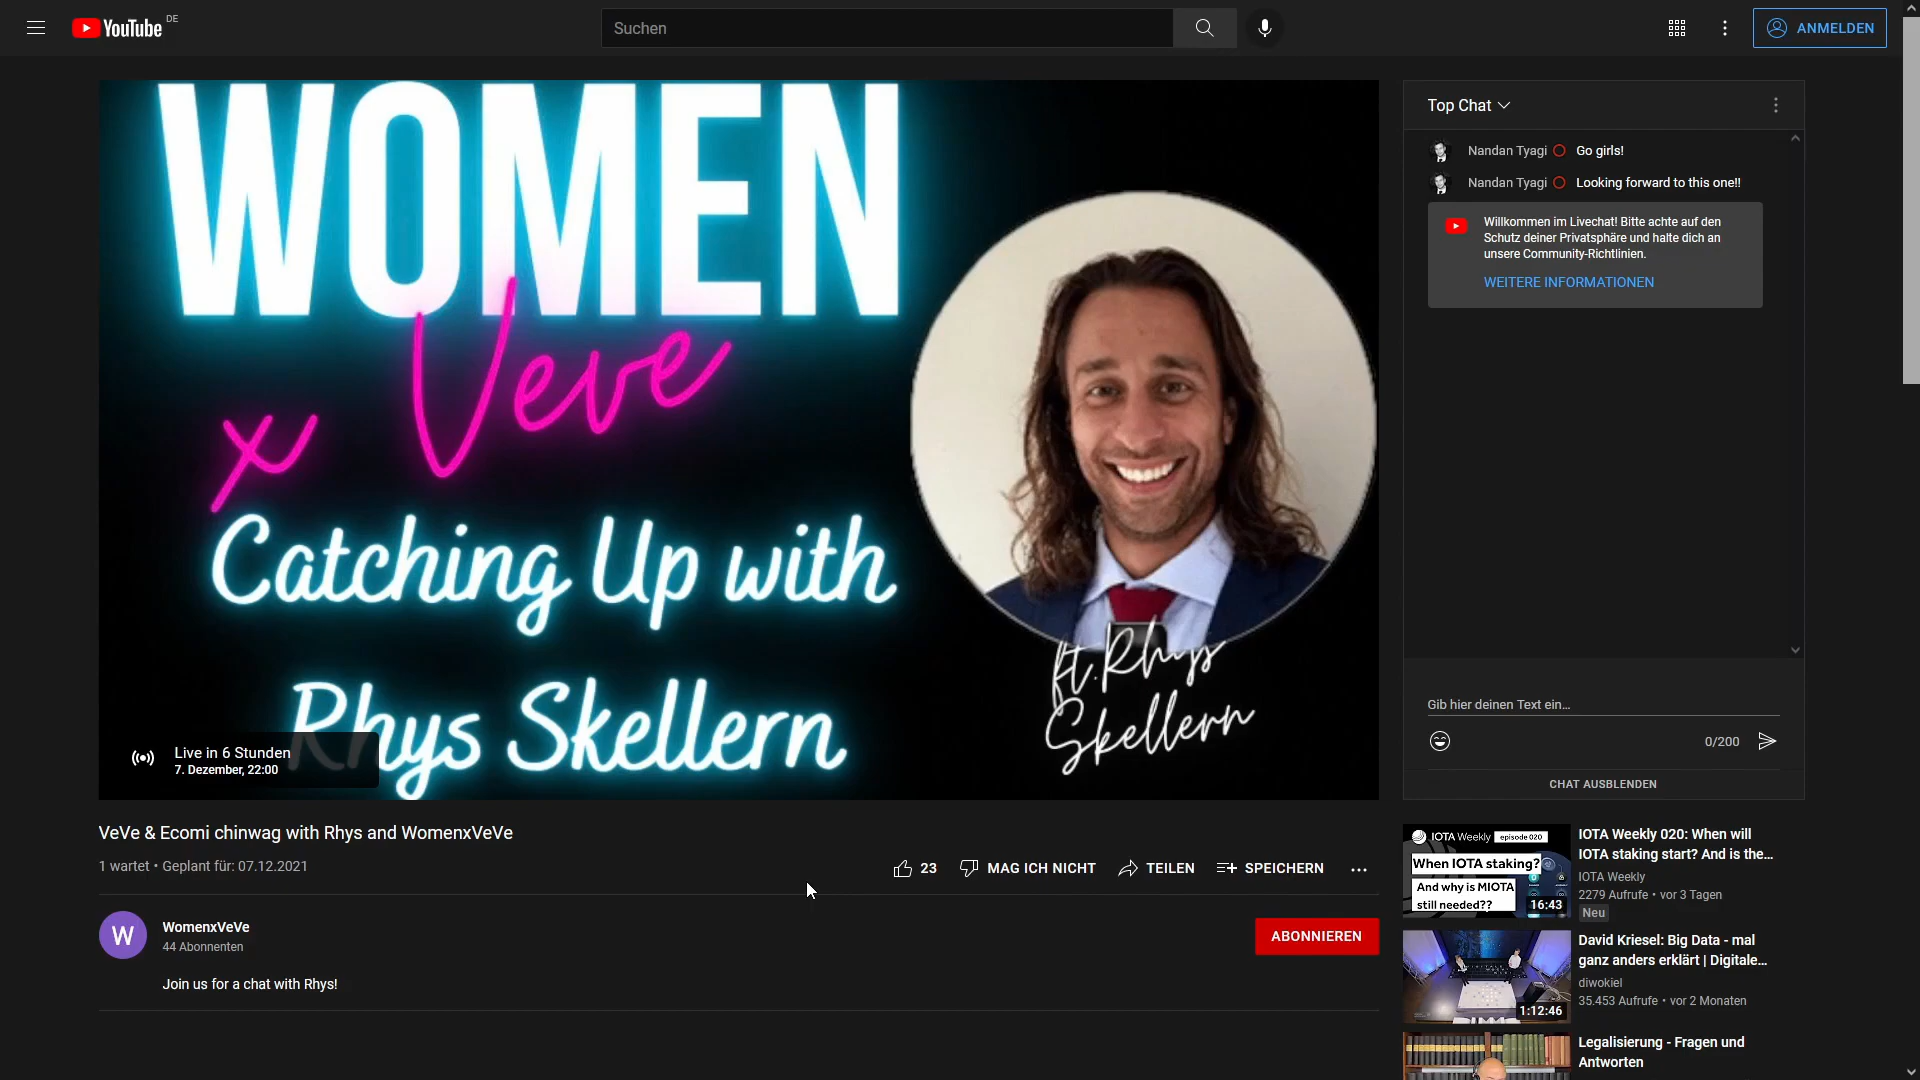 YouTube DE
Suchen
ANMELDEN
WOMEN
x Veve
Catching Up with
Rhys Skellern
ft. Rhys
Skellern
Live in 6 Stunden
7. Dezember, 22:00
Top Chat
Nandan Tyagi Go girls!
Nandan Tyagi Looking forward to this one!!
Willkommen im Livechat! Bitte achte auf den
Schutz deiner Privatsphäre und halte dich an
unsere Community-Richtlinien.
WEITERE INFORMATIONEN
Gib hier deinen Text ein...
0/200
CHAT AUSBLENDEN
VeVe & Ecomi chinwag with Rhys and WomenxVeVe
1 wartet • Geplant für: 07.12.2021
23 MAG ICH NICHT TEILEN SPEICHERN
W
WomenxVeVe
44 Abonnenten
ABONNIEREN
Join us for a chat with Rhys!
IOTA Weekly episode 020
When IOTA staking?
And why is MIOTA
still needed??
16:43
IOTA Weekly 020: When will
IOTA staking start? And is the...
IOTA Weekly
2279 Aufrufe • vor 3 Tagen
Neu
1:12:46
David Kriesel: Big Data - mal
ganz anders erklärt | Digitale...
diwokiel
35.453 Aufrufe • vor 2 Monaten
Legalisierung - Fragen und
Antworten